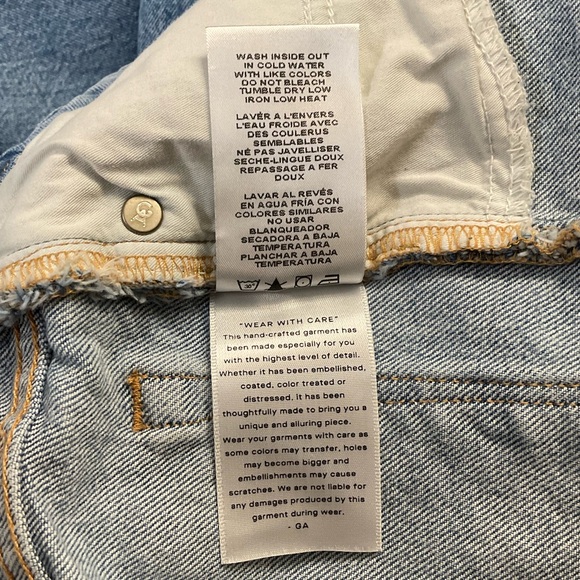 WASH INSIDE OUT
IN COLD WATER
WITH LIKE COLORS
DO NOT BLEACH
TUMBLE DRY LOW
IRON LOW HEAT
LAVÉR A L'ENVERS
L'EAU FROIDE AVEC
DES COULERUS
SEMBLABLES
NE PAS JAVELLISER
SECHE-LINGUE DOUX
REPASSAGE A FER
DOUX
LAVAR AL REVÉS
EN AGUA FRÍA CON
COLORES SIMILARES
NO USAR
BLANQUEADOR
SECADORA A BAJA
TEMPERATURA
PLANCHAR A BAJA
TEMPERATURA
"WEAR WITH CARE"
This hand-crafted garment has
been made especially for you
with the highest level of detail.
Whether it has been embellished,
coated, color treated or
distressed. it has been
thoughtfully made to bring you a
unique and alluring piece.
Wear your garments with care as
some colors may transfer, holes
may become bigger and
embellishments may cause
scratches. We are not liable for
any damages produced by this
garment during wear.
- GA